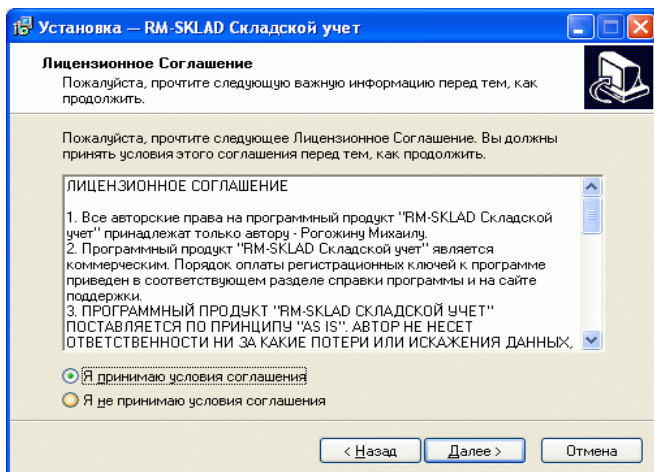 Установка — RM-SKLAD Складской учет
Лицензионное Соглашение
Пожалуйста, прочтите следующую важную информацию перед тем, как
продолжить.
Пожалуйста, прочтите следующее Лицензионное Соглашение. Вы должны
принять условия этого соглашения перед тем, как продолжить.
ЛИЦЕНЗИОННОЕ СОГЛАШЕНИЕ
1. Все авторские права на программный продукт "RM-SKLAD Складской
учет" принадлежат только автору - Рогожину Михаилу.
2. Программный продукт "RM-SKLAD Складской учет" является
коммерческим. Порядок оплаты регистрационных ключей к программе
приведен в соответствующем разделе справки программы и на сайте
поддержки.
3. ПРОГРАММНЫЙ ПРОДУКТ "RM-SKLAD СКЛАДСКОЙ УЧЕТ"
ПОСТАВЛЯЕТСЯ ПО ПРИНЦИПУ "AS IS". АВТОР НЕ НЕСЕТ
ОТВЕТСТВЕННОСТИ НИ ЗА КАКИЕ ПОТЕРИ ИЛИ ИСКАЖЕНИЯ ДАННЫХ,
Я принимаю условия соглашения
Я не принимаю условия соглашения
< Назад Далее > Отмена